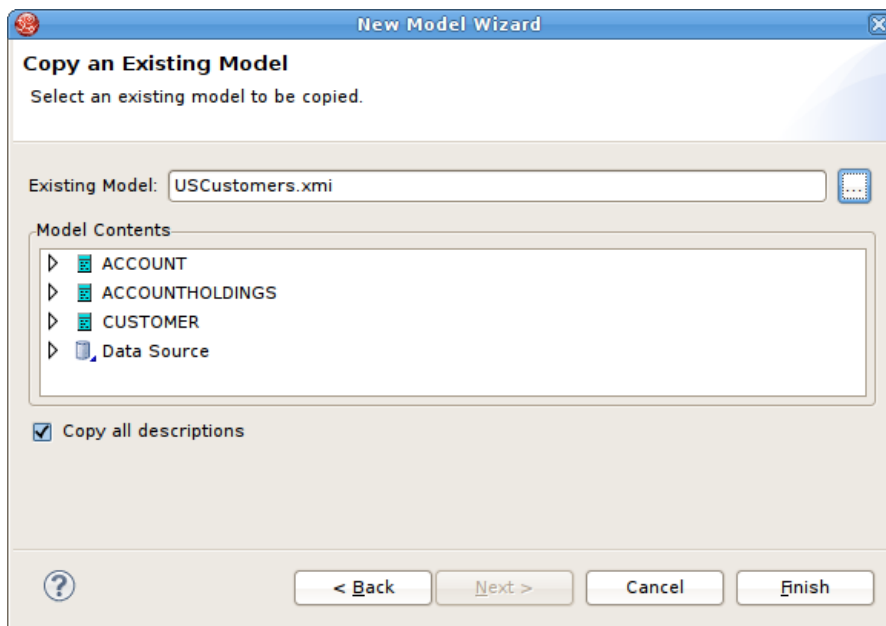 New Model Wizard
Copy an Existing Model
Select an existing model to be copied.
Existing Model: USCustomers.xmi ...
Model Contents
ACCOUNT
ACCOUNTHOLDINGS
CUSTOMER
Data Source
Copy all descriptions
? < Back Next > Cancel Finish